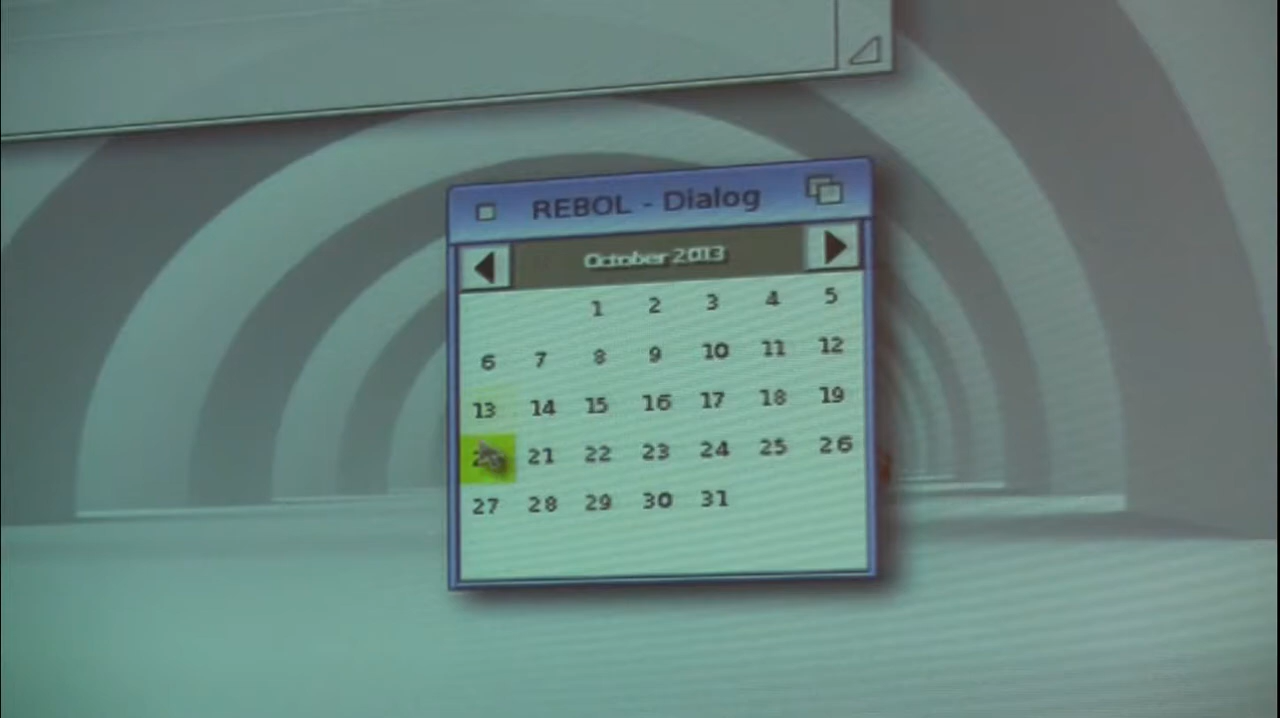 REBOL - Dialog
October 2013
1 2 3 4 5
6 7 8 9 10 11 12
13 14 15 16 17 18 19
21 22 23 24 25 26
27 28 29 30 31